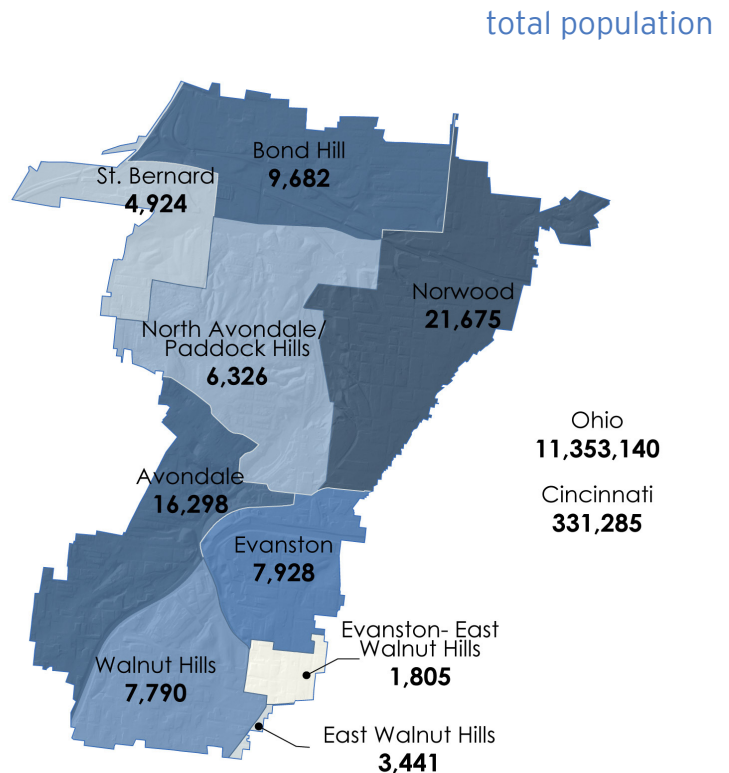 total population
Bond Hill
9,682
St. Bernard
4,924
Norwood
21,675
North Avondale/
Paddock Hills
6,326
Ohio
11,353,140
Cincinnati
331,285
Avondale
16,298
Evanston
7,928
Evanston- East
Walnut Hills
1,805
Walnut Hills
7,790
East Walnut Hills
3,441